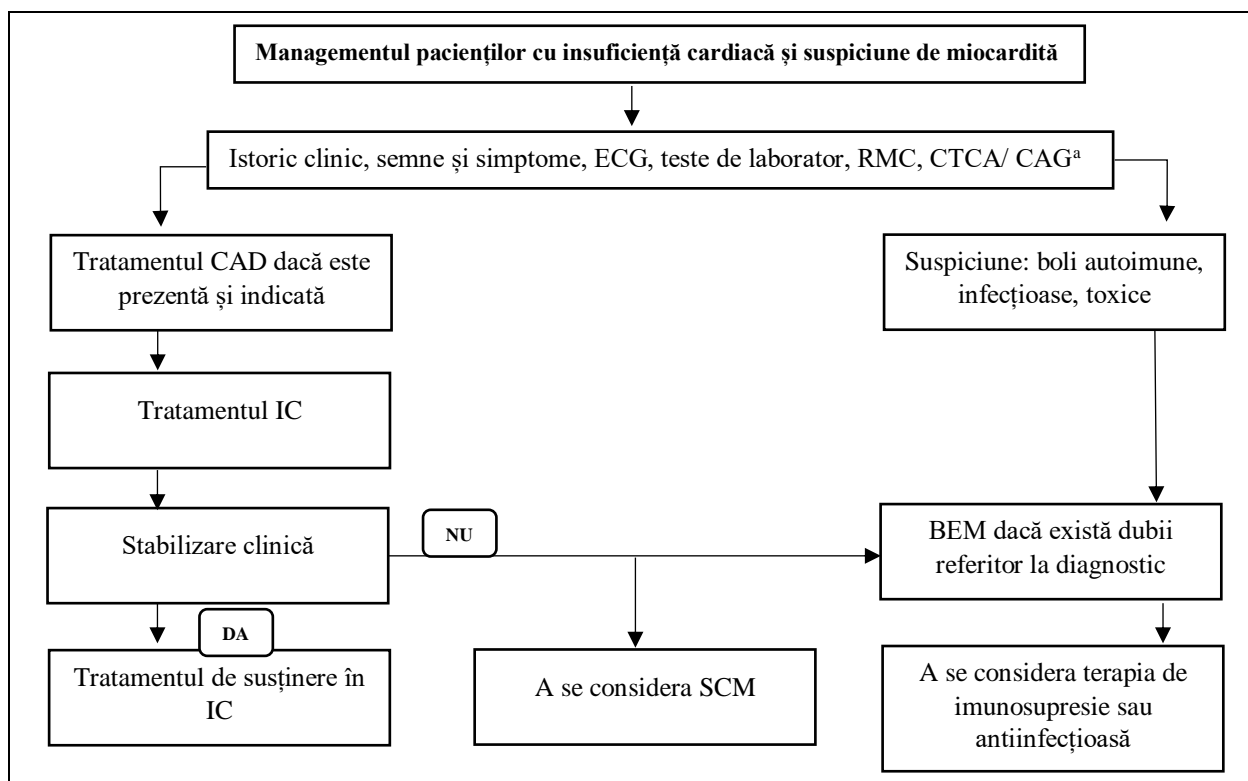 Managementul pacienților cu insuficiență cardiacă și suspiciune de miocardită
Istoric clinic, semne și simptome, ECG, teste de laborator, RMC, CTCA/ CAGᵃ
Tratamentul CAD dacă este
prezentă și indicată
Suspiciune: boli autoimune,
infecțioase, toxice
Tratamentul IC
Stabilizare clinică
NU
BEM dacă există dubii
referitor la diagnostic
DA
Tratamentul de susținere în
IC
A se considera SCM
A se considera terapia de
imunosupresie sau
antiinfecțioasă